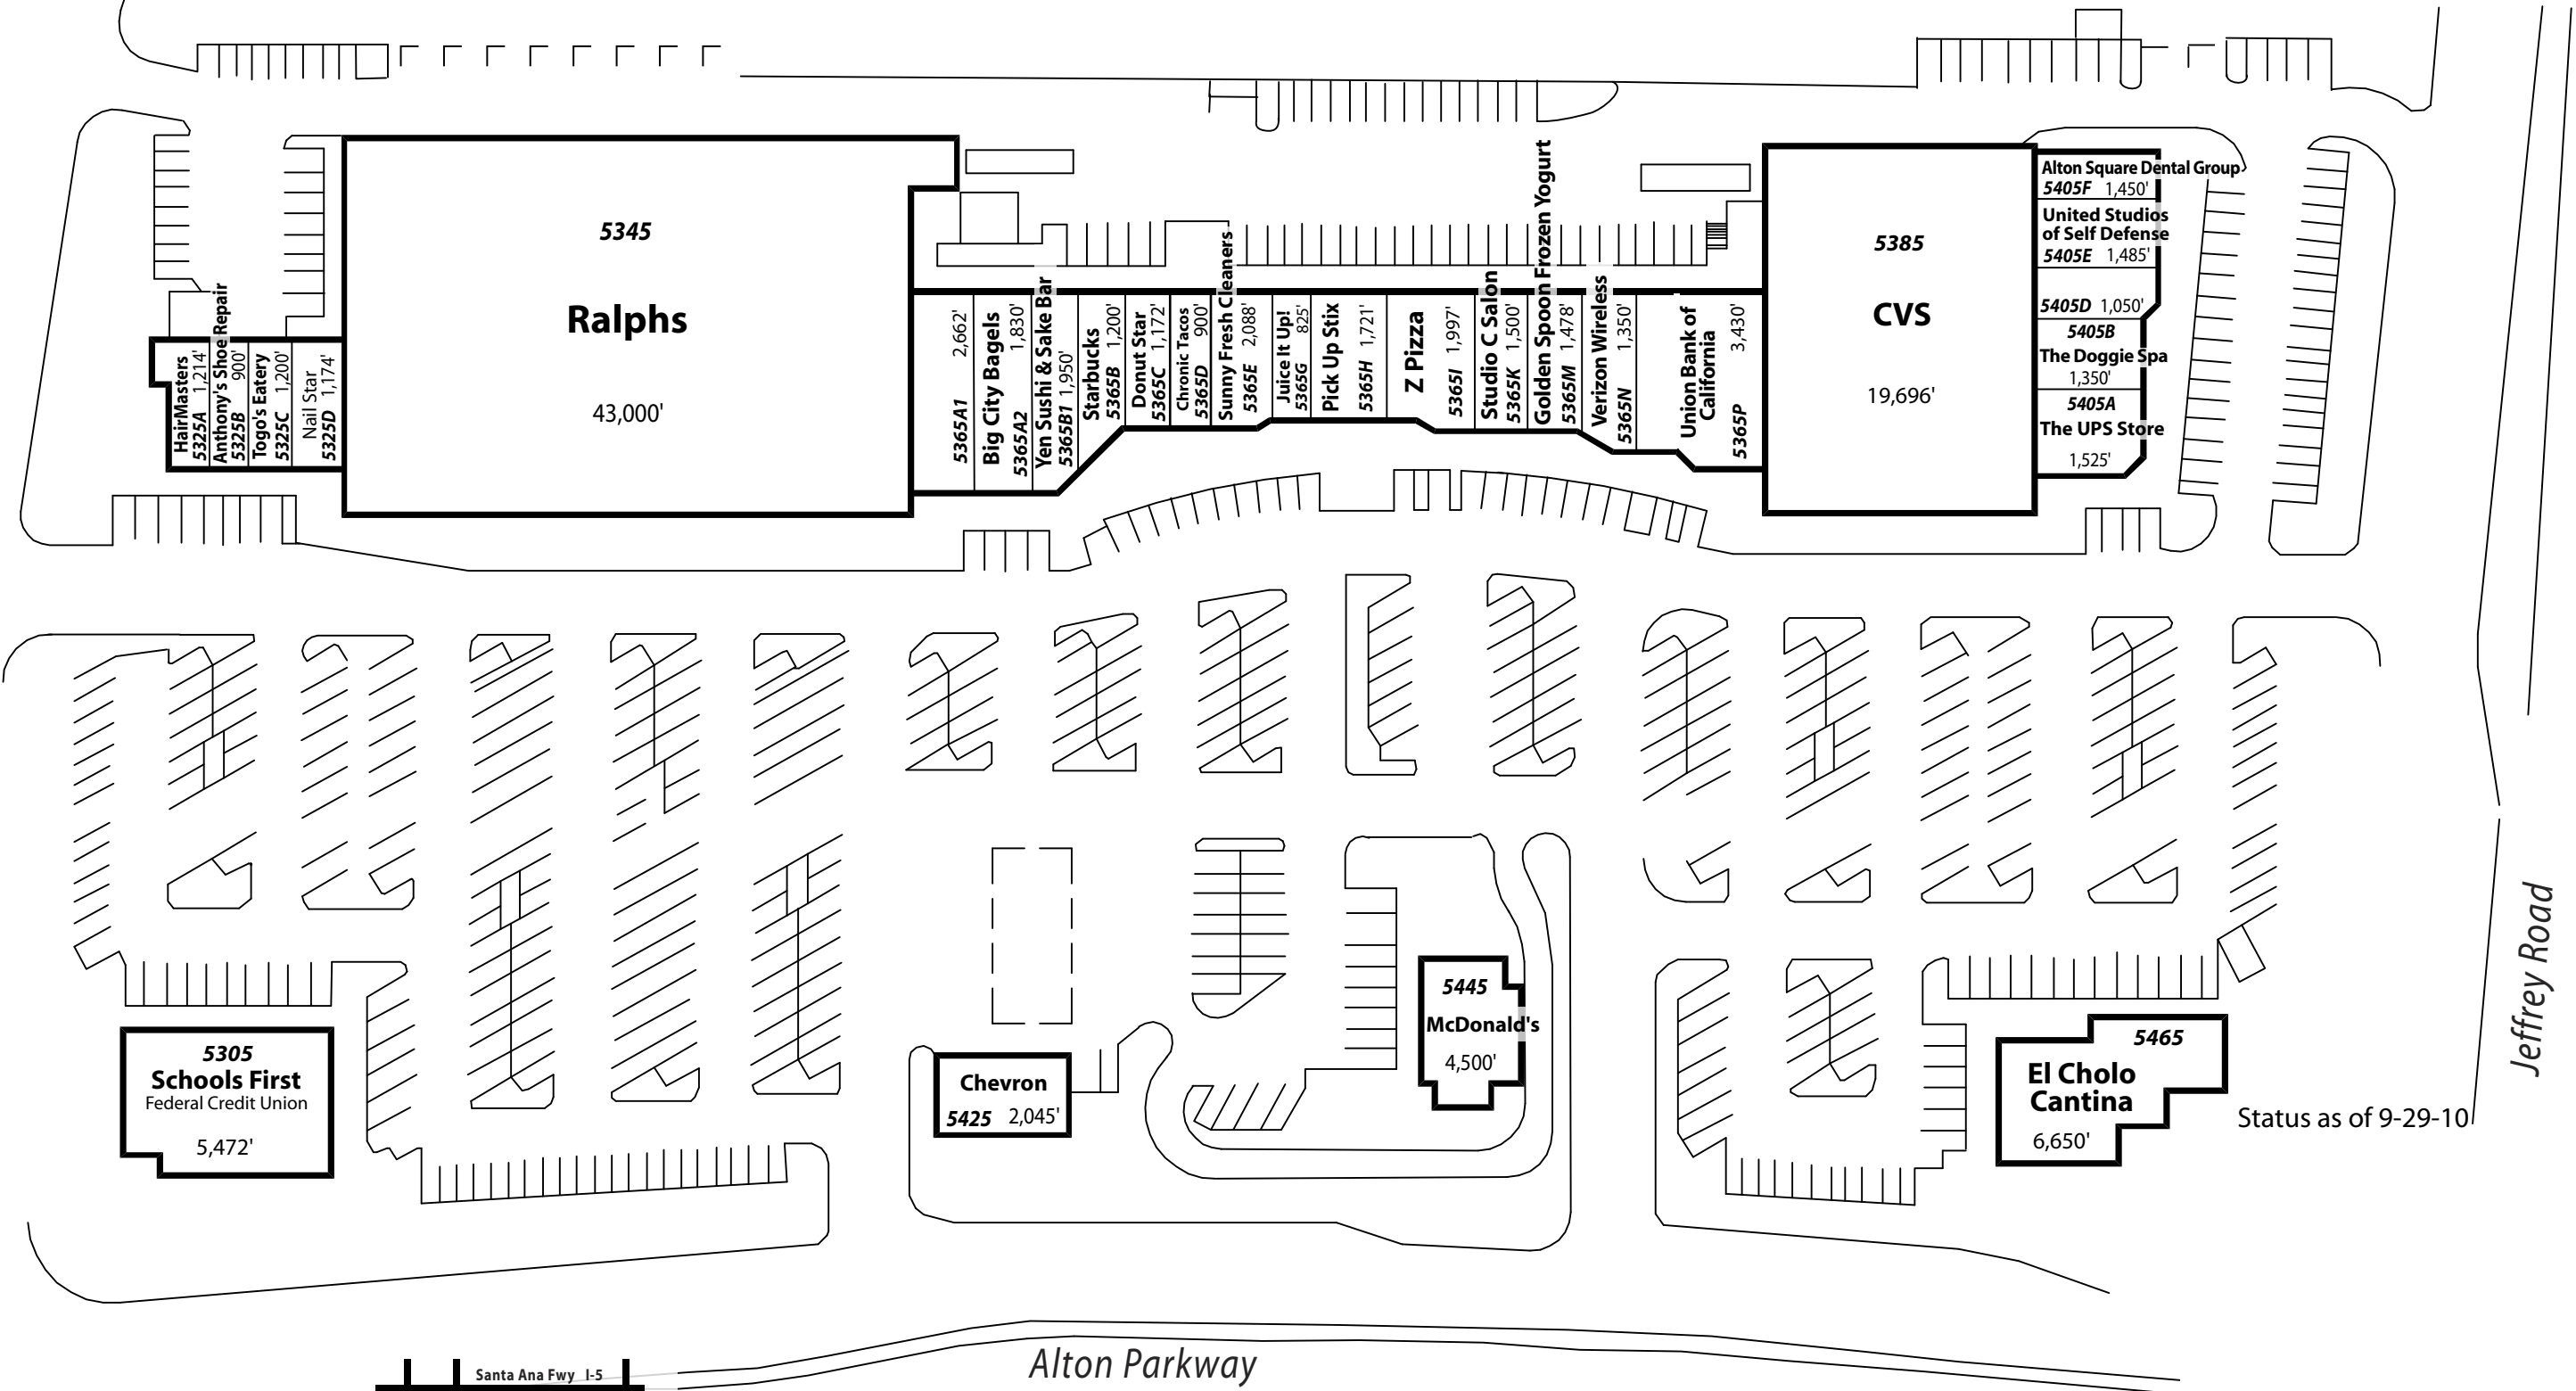 5345
Ralphs
43,000'
HairMasters
5325A 1,214'
Anthony's Shoe Repair
5325B 900'
Togo's Eatery
5325C 1,200'
Nail Star
5325D 1,174'
5365A1 2,662'
Big City Bagels
5365A2 1,830'
Yen Sushi & Sake Bar
5365B1 1,950'
Starbucks
5365B 1,200'
Donut Star
5365C 1,172'
Chronic Tacos
5365D 900'
Sunny Fresh Cleaners
5365E 2,088'
Juice It Up!
5365G 825'
Pick Up Stix
5365H 1,721'
Z Pizza
5365I 1,997'
Studio C Salon
5365K 1,500'
Golden Spoon Frozen Yogurt
5365M 1,478'
Verizon Wireless
5365N 1,350'
Union Bank of
California
5365P 3,430'
5385
CVS
19,696'
Alton Square Dental Group
5405F 1,450'
United Studios
of Self Defense
5405E 1,485'
5405D 1,050'
5405B
The Doggie Spa
1,350'
5405A
The UPS Store
1,525'
5305
Schools First
Federal Credit Union
5,472'
Chevron
5425 2,045'
5445
McDonald's
4,500'
5465
El Cholo
Cantina
6,650'
Status as of 9-29-10
Jeffrey Road
Alton Parkway
Santa Ana Fwy I-5